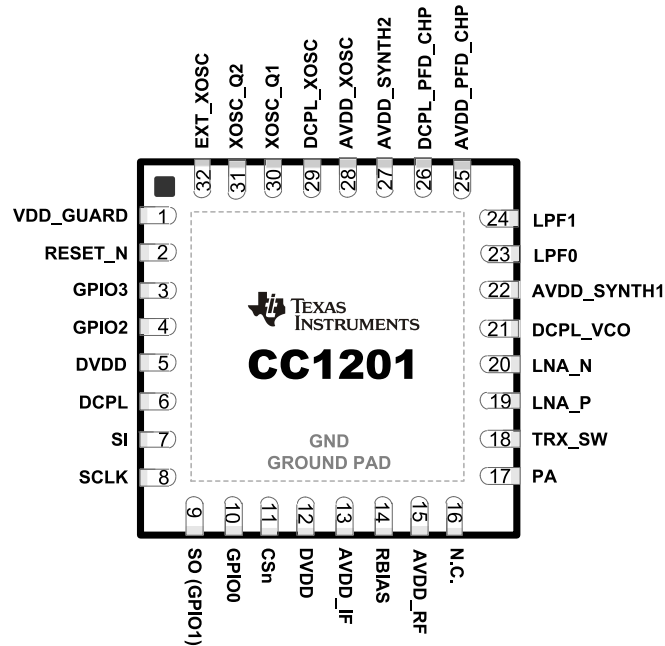 EXT_XOSC
XOSC_Q2
XOSC_Q1
DCPL_XOSC
AVDD_XOSC
AVDD_SYNTH2
DCPL_PFD_CHP
AVDD_PFD_CHP
32
31
30
29
28
27
26
25
VDD_GUARD 1
RESET_N 2
GPIO3 3
GPIO2 4
DVDD 5
DCPL 6
SI 7
SCLK 8
24 LPF1
23 LPF0
22 AVDD_SYNTH1
21 DCPL_VCO
20 LNA_N
19 LNA_P
18 TRX_SW
17 PA
TEXAS
INSTRUMENTS
CC1201
GND
GROUND PAD
9
10
11
12
13
14
15
16
SO (GPIO1)
GPIO0
CSn
DVDD
AVDD_IF
RBIAS
AVDD_RF
N.C.